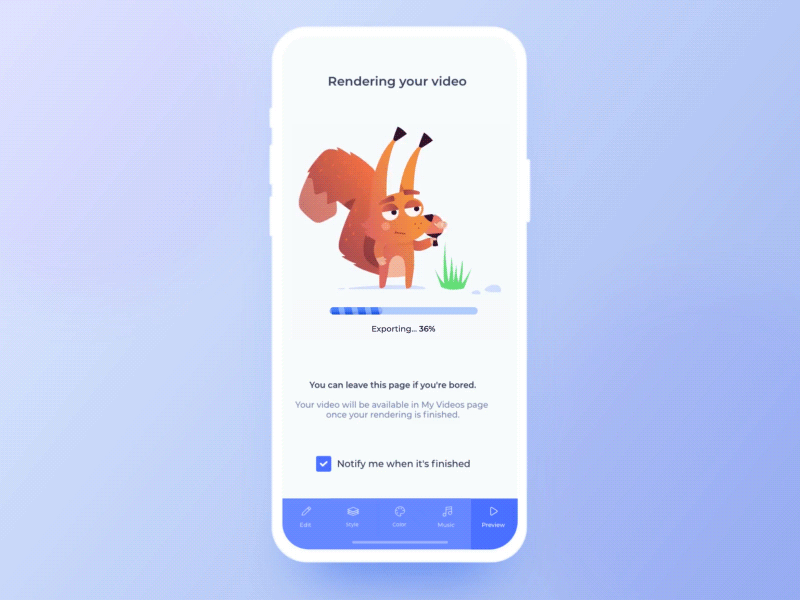 Rendering your video
Exporting... 36%
You can leave this page if you're bored.
Your video will be available in My Videos page
once your rendering is finished.
Notify me when it's finished
Edit Style Color Music Preview